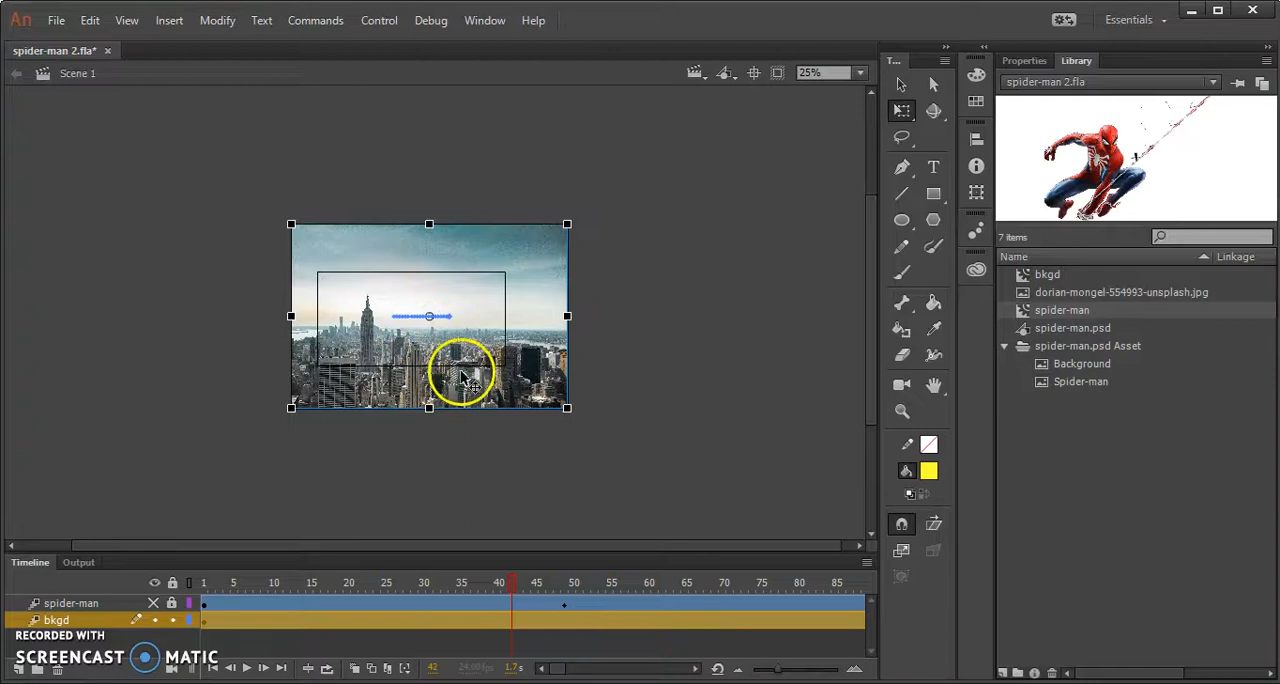 An File Edit View Insert Modify Text Commands Control Debug Window Help Essentials
spider-man 2.fla* ×
Scene 1 25%
T... Properties Library
spider-man 2.fla
7 items
Name Linkage
bkgd
dorian-mongel-554993-unsplash.jpg
spider-man
spider-man.psd
spider-man.psd Asset
Background
Spider-man
Timeline Output
1 5 10 15 20 25 30 35 40 45 50 55 60 65 70 75 80 85
spider-man
bkgd
RECORDED WITH
SCREENCAST MATIC
42 24.00fps 1.7s